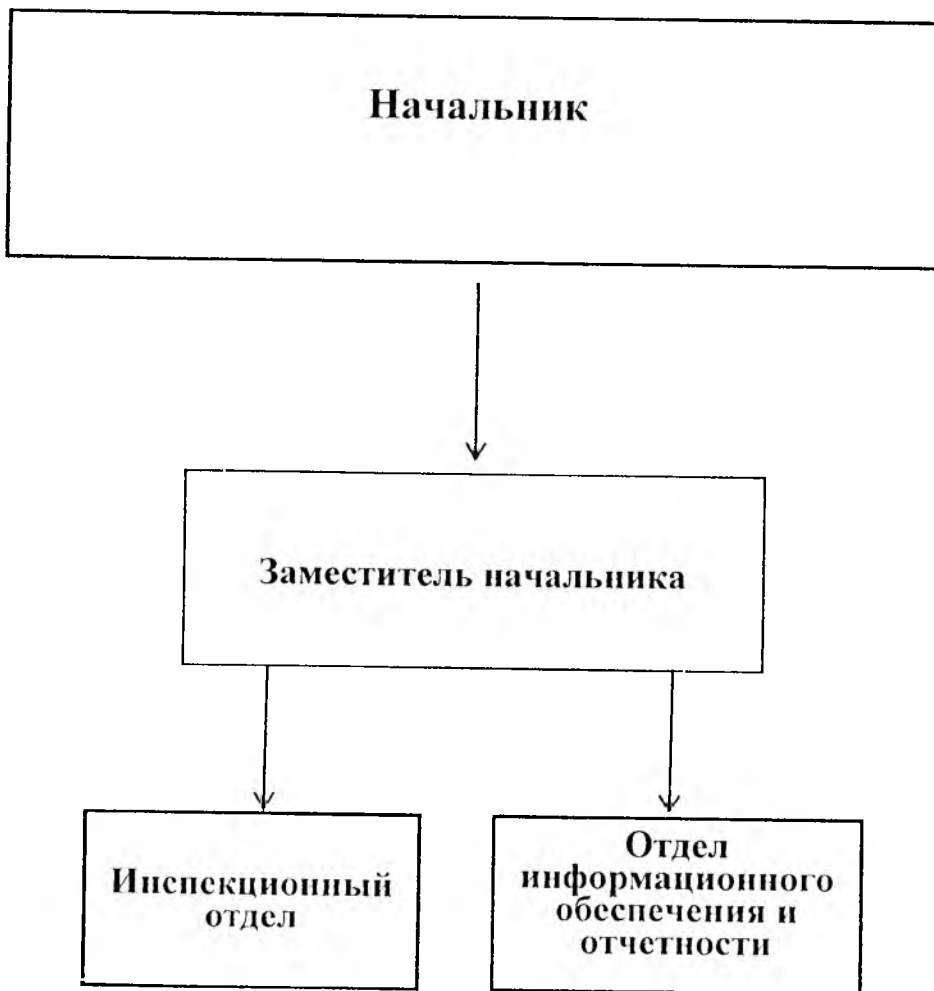 Начальник
Заместитель начальника
Инспекционный
отдел
Отдел
информационного
обеспечения и
отчетности